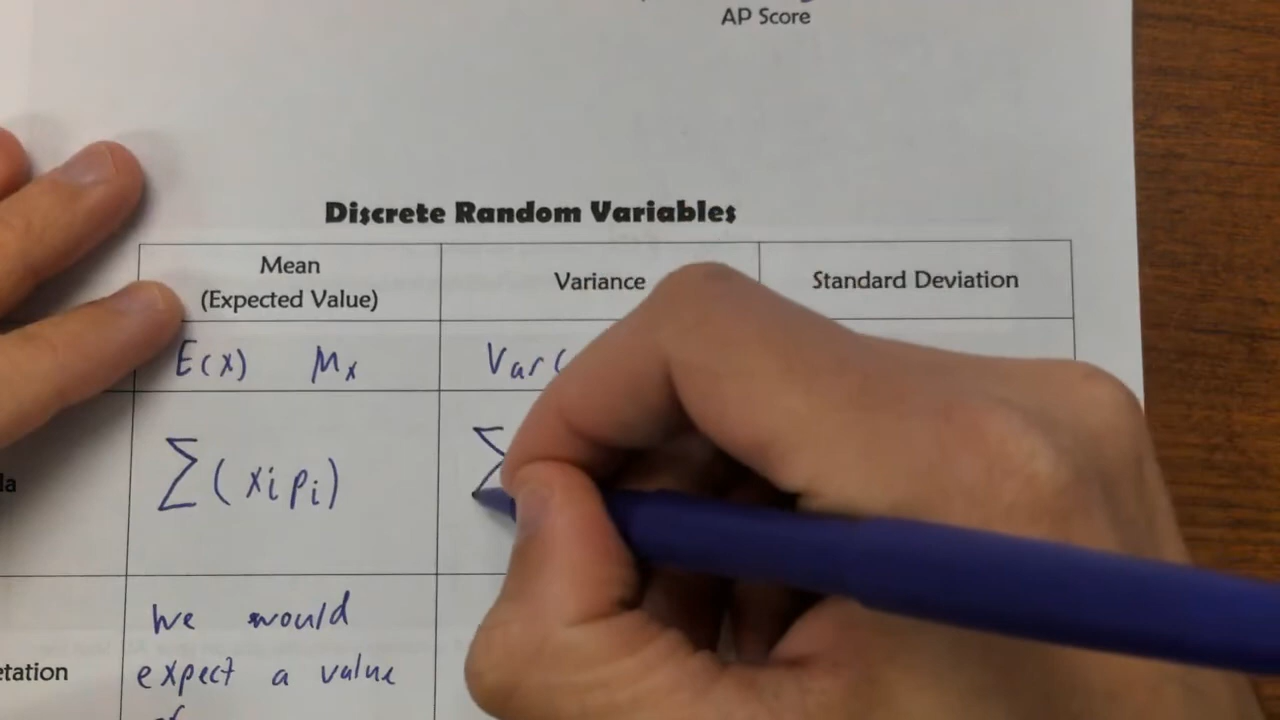 AP Score
Discrete Random Variables
Mean
(Expected Value)
Variance
Standard Deviation
E(x) μx
Var(
la
∑(xipi)
∑
etation
we would
expect a value
of